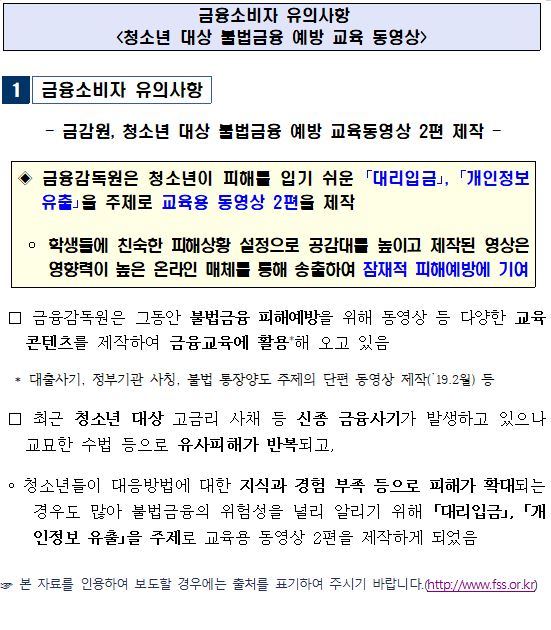 금융소비자 유의사항
<청소년 대상 불법금융 예방 교육 동영상>
1 금융소비자 유의사항
- 금감원, 청소년 대상 불법금융 예방 교육동영상 2편 제작 -
◈ 금융감독원은 청소년이 피해를 입기 쉬운 「대리입금」, 「개인정보
유출」을 주제로 교육용 동영상 2편을 제작
○ 학생들에 친숙한 피해상황 설정으로 공감대를 높이고 제작된 영상은
영향력이 높은 온라인 매체를 통해 송출하여 잠재적 피해예방에 기여
□ 금융감독원은 그동안 불법금융 피해예방을 위해 동영상 등 다양한 교육
콘텐츠를 제작하여 금융교육에 활용*해 오고 있음
* 대출사기, 정부기관 사칭, 불법 통장양도 주제의 단편 동영상 제작('19.2월) 등
□ 최근 청소년 대상 고금리 사채 등 신종 금융사기가 발생하고 있으나
교묘한 수법 등으로 유사피해가 반복되고,
○ 청소년들이 대응방법에 대한 지식과 경험 부족 등으로 피해가 확대되는
경우도 많아 불법금융의 위험성을 널리 알리기 위해 「대리입금」, 「개
인정보 유출」을 주제로 교육용 동영상 2편을 제작하게 되었음
☞ 본 자료를 인용하여 보도할 경우에는 출처를 표기하여 주시기 바랍니다.(http://www.fss.or.kr)